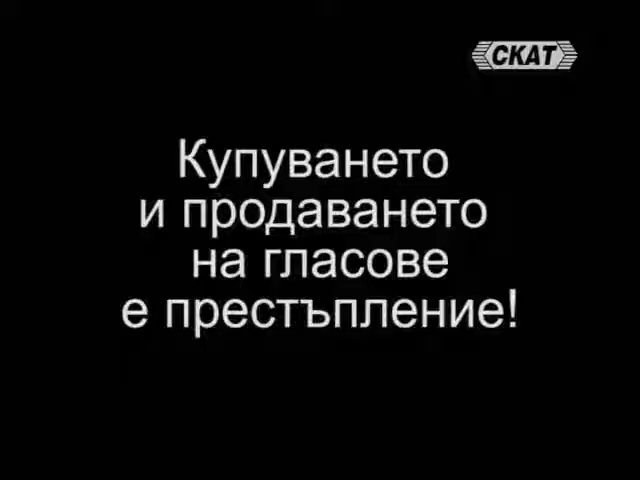 СКАТ
Купуването
и продаването
на гласове
е престъпление!